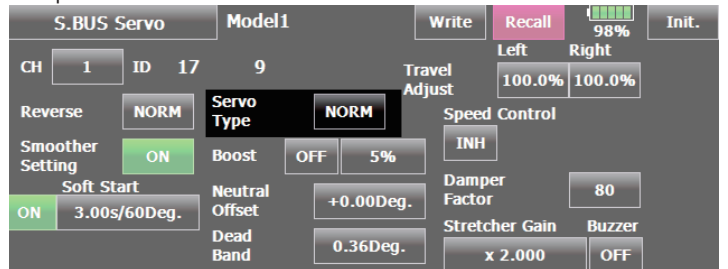 S.BUS Servo Model1 Write Recall 98% Init.
Left Right
CH 1 ID 17 9 Travel Adjust 100.0% 100.0%
Reverse NORM Servo Type NORM Speed Control
INH
Smoother Setting ON Boost OFF 5%
Soft Start
ON 3.00s/60Deg. Neutral Offset +0.00Deg. Damper Factor 80
Stretcher Gain Buzzer
Dead Band 0.36Deg. x 2.000 OFF